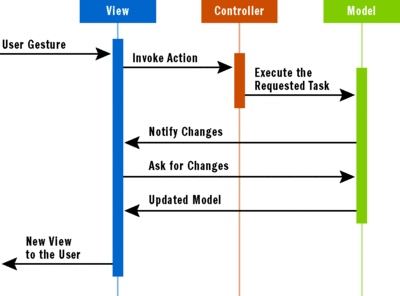 View
Controller
Model
User Gesture
Invoke Action
Execute the
Requested Task
Notify Changes
Ask for Changes
Updated Model
New View
to the User